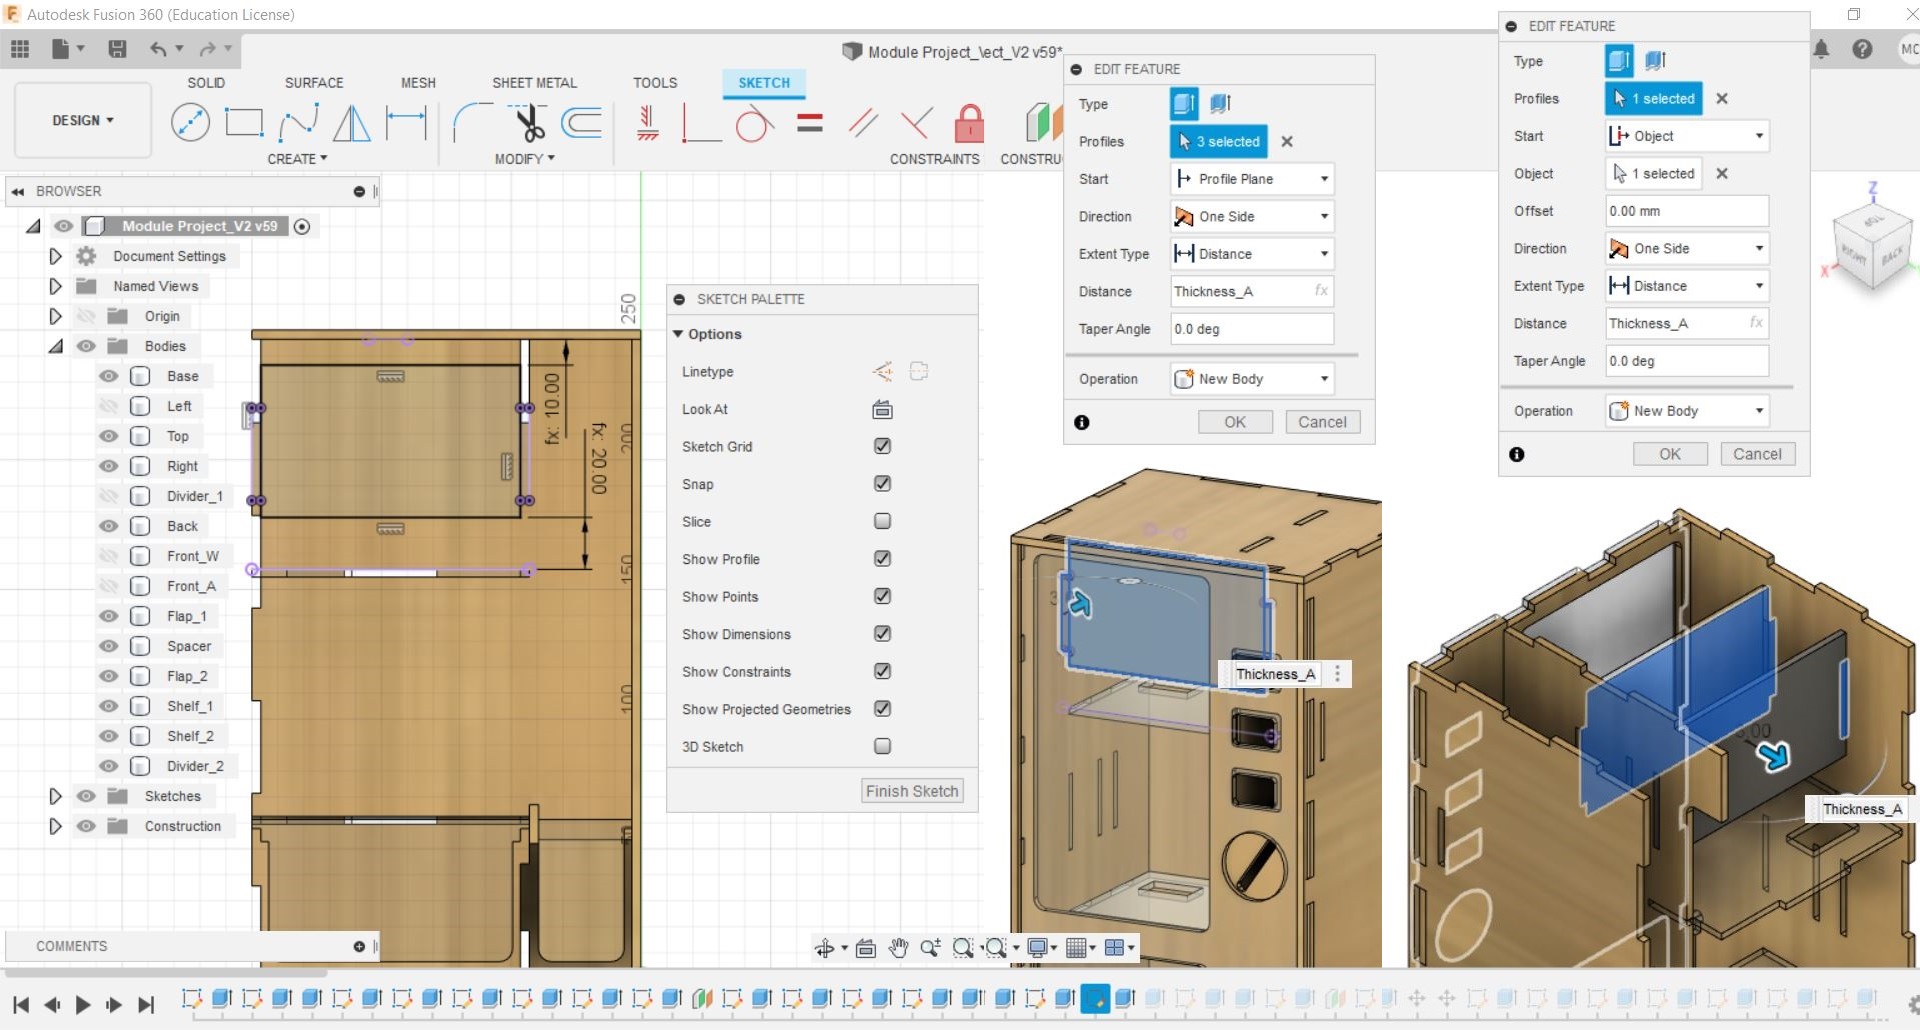 Autodesk Fusion 360 (Education License)
Module Project_\ect_V2 v59*
MC
SOLID
SURFACE
MESH
SHEET METAL
TOOLS
SKETCH
DESIGN
CREATE
MODIFY
CONSTRAINTS
CONSTRU
BROWSER
Module Project_V2 v59
Document Settings
Named Views
Origin
Bodies
Base
Left
Top
Right
Divider_1
Back
Front_W
Front_A
Flap_1
Spacer
Flap_2
Shelf_1
Shelf_2
Divider_2
Sketches
Construction
COMMENTS
250
200
150
100
50
fx: 10.00
fx: 20.00
SKETCH PALETTE
Options
Linetype
Look At
Sketch Grid
Snap
Slice
Show Profile
Show Points
Show Dimensions
Show Constraints
Show Projected Geometries
3D Sketch
Finish Sketch
EDIT FEATURE
Type
Profiles 3 selected
Start Profile Plane
Direction One Side
Extent Type Distance
Distance Thickness_A fx
Taper Angle 0.0 deg
Operation New Body
OK Cancel
Thickness_A
EDIT FEATURE
Type
Profiles 1 selected
Start Object
Object 1 selected
Offset 0.00 mm
Direction One Side
Extent Type Distance
Distance Thickness_A fx
Taper Angle 0.0 deg
Operation New Body
OK Cancel
Z
TOP
RIGHT
BACK
X
Thickness_A